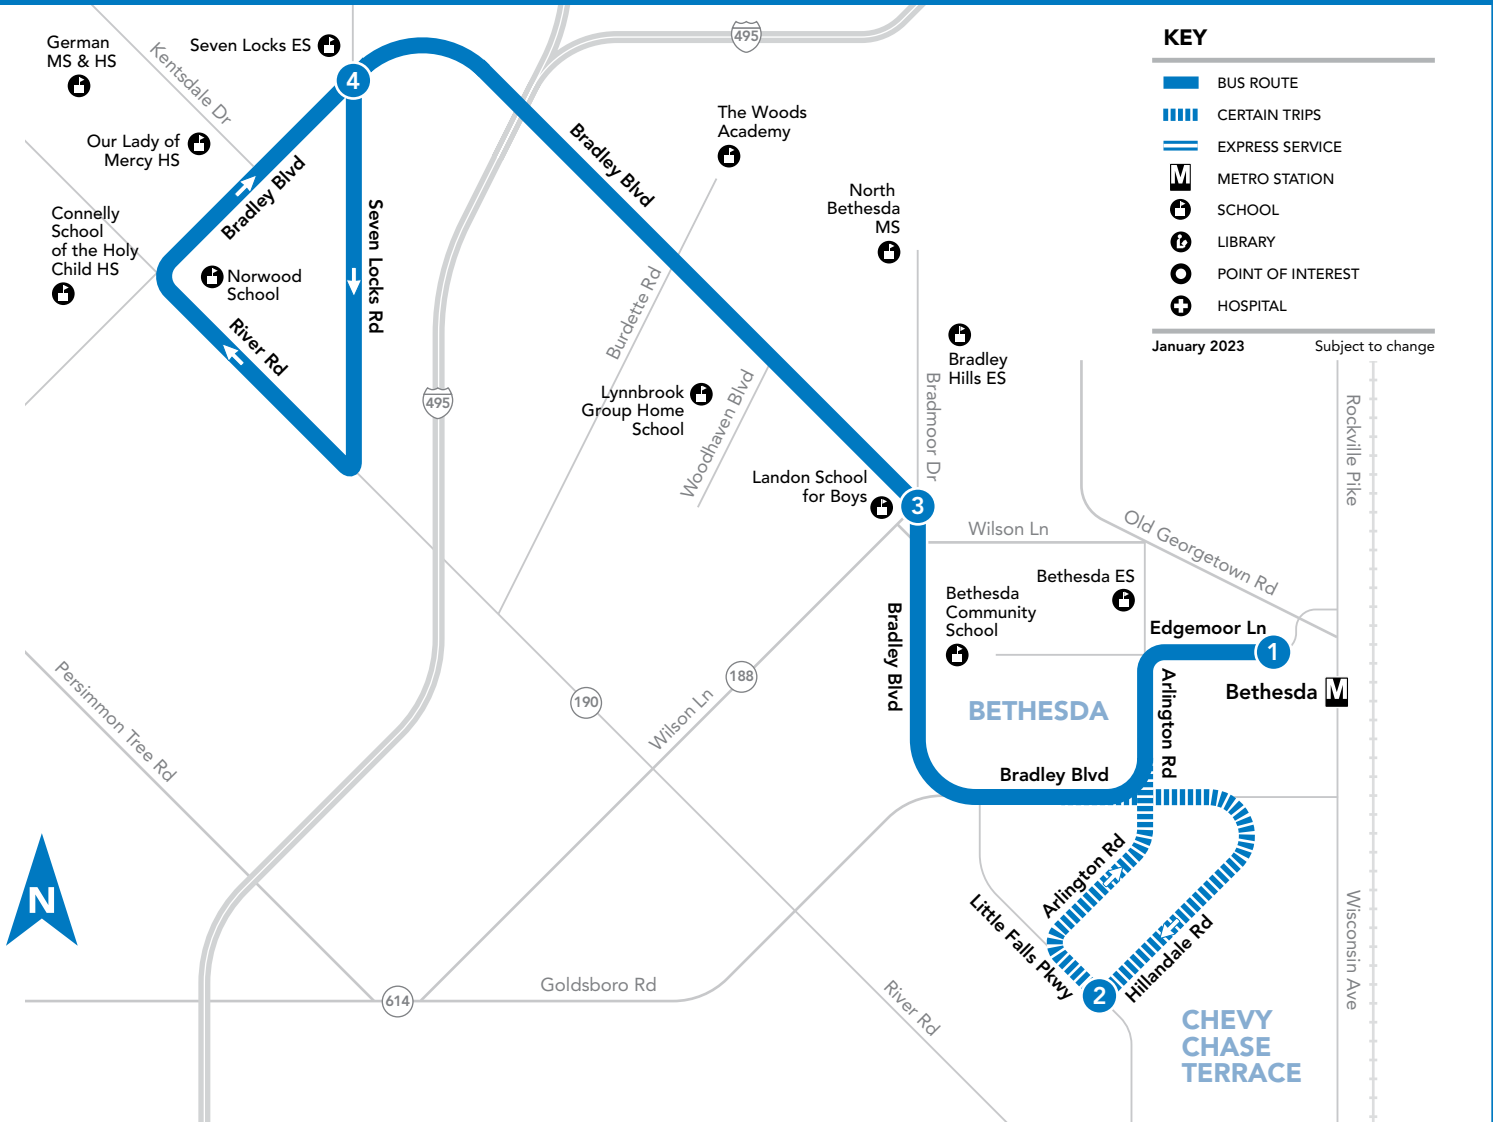 German
MS & HS
Kentsdale Dr
Seven Locks ES
4
495
KEY
BUS ROUTE
CERTAIN TRIPS
EXPRESS SERVICE
M METRO STATION
SCHOOL
LIBRARY
POINT OF INTEREST
HOSPITAL
January 2023 Subject to change
Our Lady of
Mercy HS
The Woods
Academy
Bradley Blvd
Bradley Blvd
North
Bethesda
MS
Connelly
School
of the Holy
Child HS
Norwood
School
Seven Locks Rd
River Rd
Burdette Rd
Bradley
Hills ES
495
Lynnbrook
Group Home
School
Woodhaven Blvd
Bradmoor Dr
Rockville Pike
Landon School
for Boys
3
Wilson Ln
Old Georgetown Rd
Bethesda ES
Bethesda
Community
School
Edgemoor Ln
1
Bethesda M
Bradley Blvd
BETHESDA
Arlington Rd
Persimmon Tree Rd
190
188
Wilson Ln
Bradley Blvd
Arlington Rd
N
Little Falls Pkwy
Hillandale Rd
Wisconsin Ave
2
614
Goldsboro Rd
River Rd
CHEVY
CHASE
TERRACE